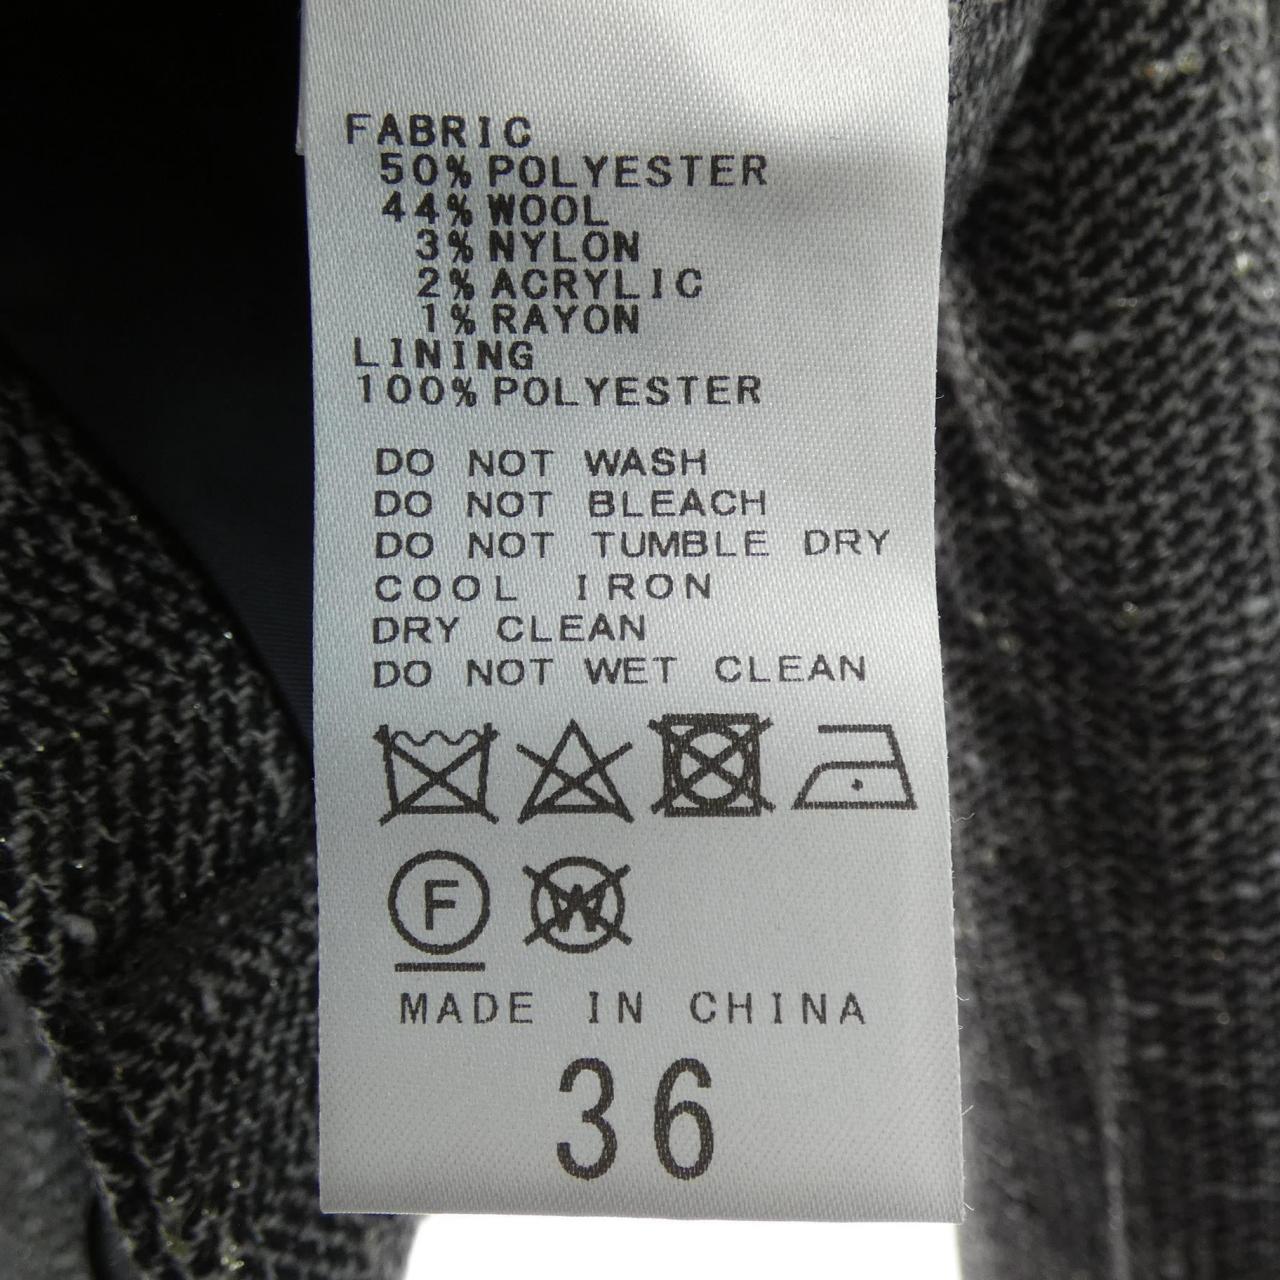 FABRIC
50% POLYESTER
44% WOOL
3% NYLON
2% ACRYLIC
1% RAYON
LINING
100% POLYESTER
DO NOT WASH
DO NOT BLEACH
DO NOT TUMBLE DRY
COOL IRON
DRY CLEAN
DO NOT WET CLEAN
F W
MADE IN CHINA
36